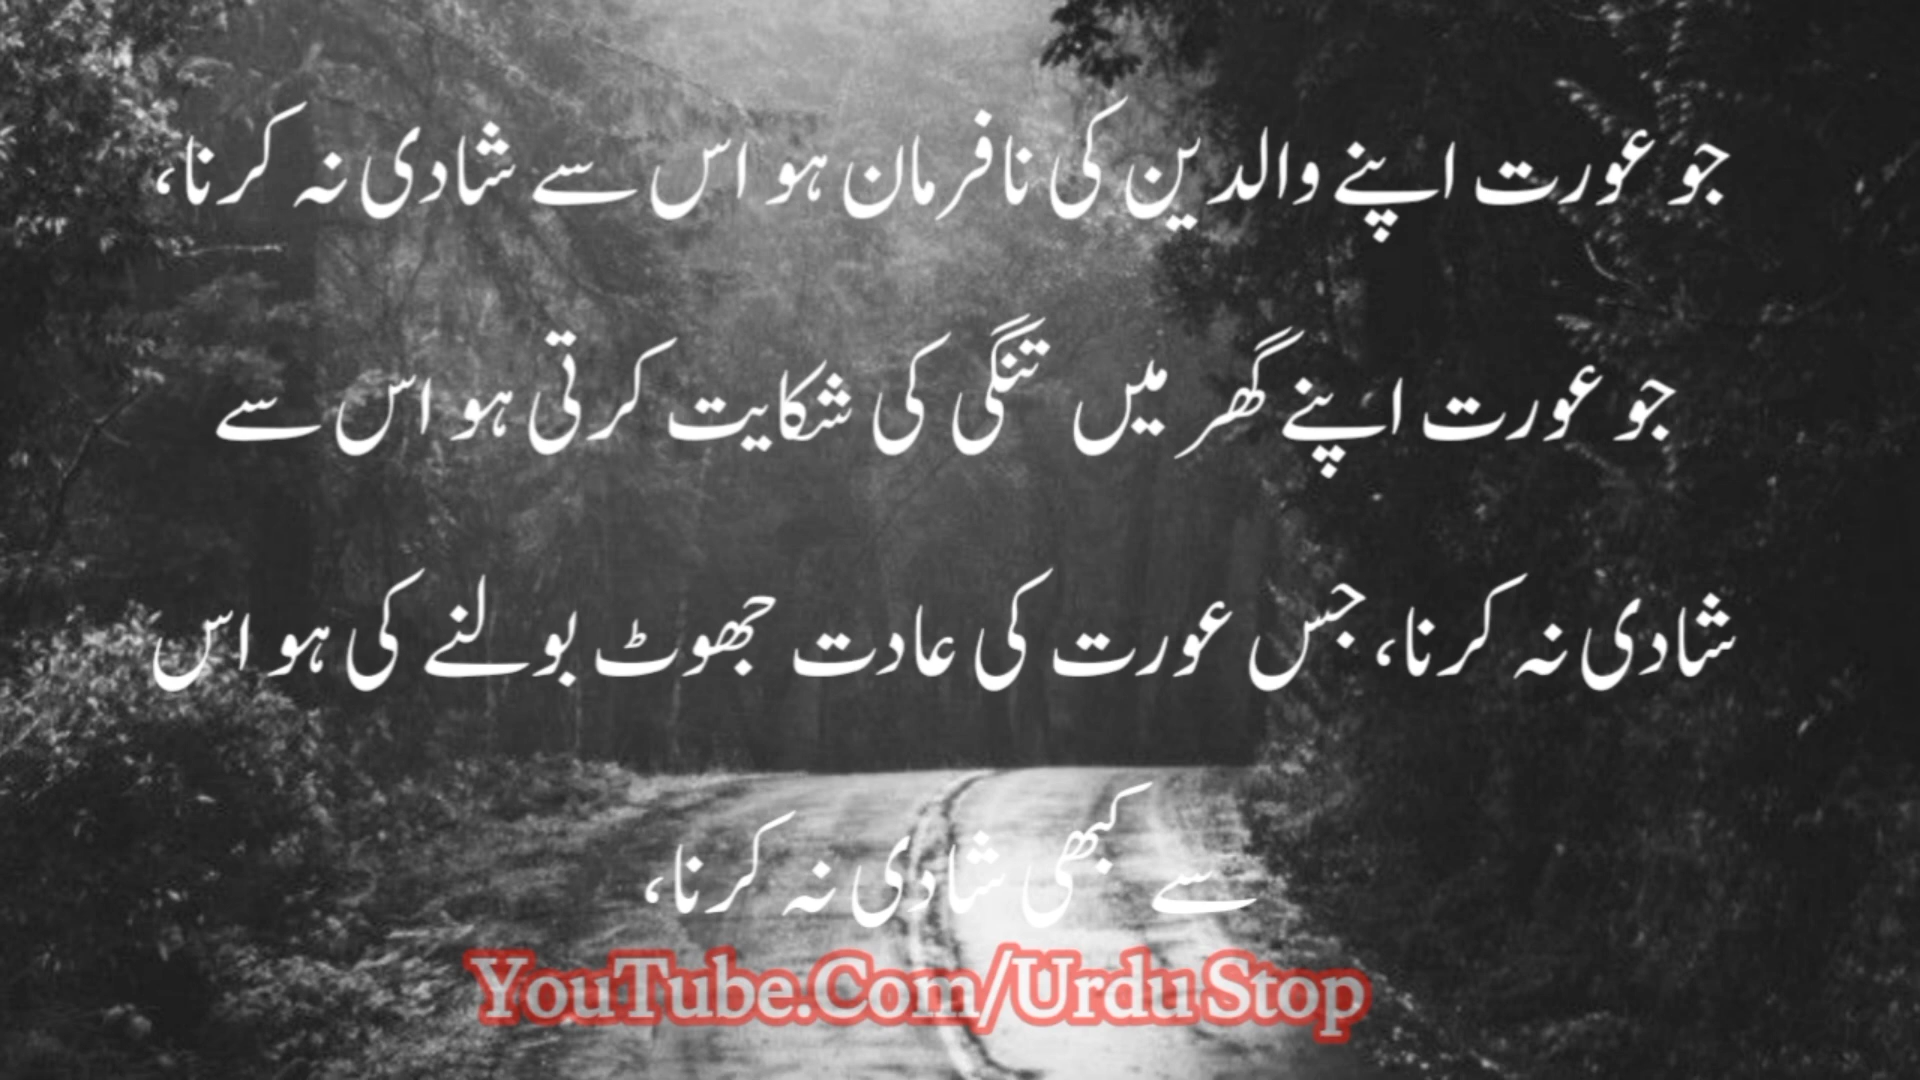 جو عورت اپنے والدین کی نافرمان ہو اس سے شادی نہ کرنا،
جو عورت اپنے گھر میں تنگی کی شکایت کرتی ہو اس سے
شادی نہ کرنا، جس عورت کی عادت جھوٹ بولنے کی ہو اس
سے کبھی شادی نہ کرنا،
YouTube.Com/Urdu Stop